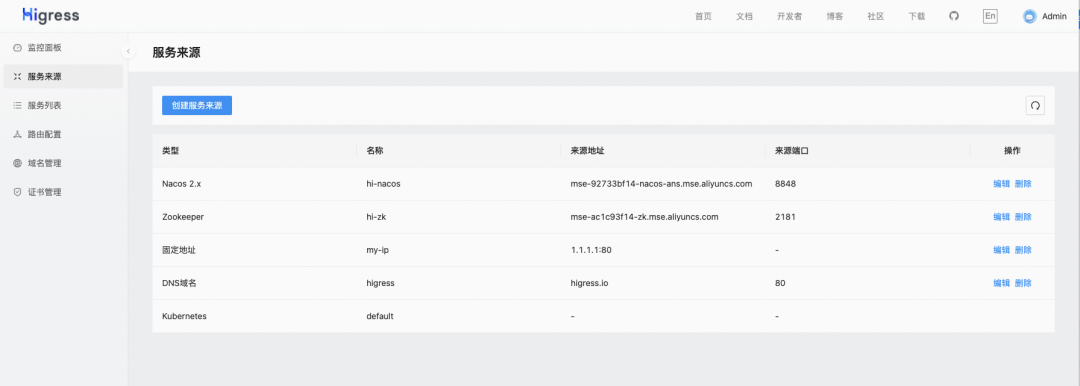 Higress
首页 文档 开发者 博客 社区 下载 En Admin
监控面板
服务来源
服务列表
路由配置
域名管理
证书管理
服务来源
创建服务来源
类型 名称 来源地址 来源端口 操作
Nacos 2.x hi-nacos mse-92733bf14-nacos-ans.mse.aliyuncs.com 8848 编辑 删除
Zookeeper hi-zk mse-ac1c93f14-zk.mse.aliyuncs.com 2181 编辑 删除
固定地址 my-ip 1.1.1.1:80 - 编辑 删除
DNS域名 higress higress.io 80 编辑 删除
Kubernetes default - -